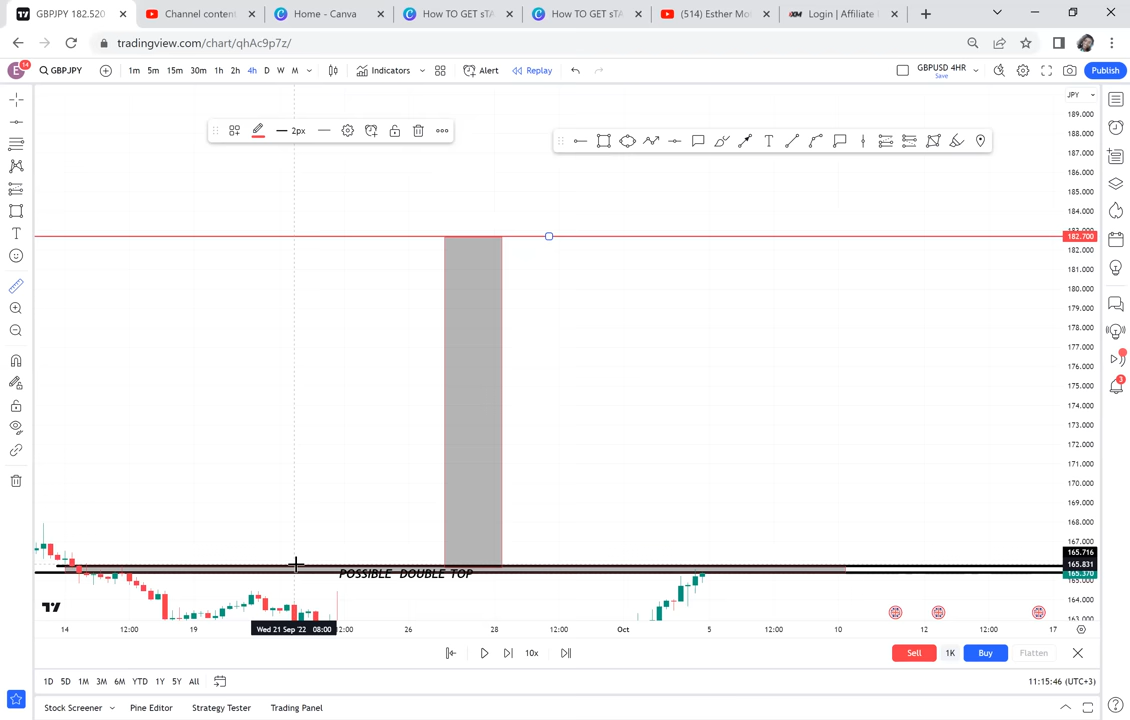 GBPJPY 182.520
Channel content
Home - Canva
How TO GET sTA
How TO GET sTA
(514) Esther Mo
XM
Login | Affiliate
tradingview.com/chart/qhAc9p7z/
E
14
GBPJPY
1m 5m 15m 30m 1h 2h 4h D W M
Indicators
Alert
Replay
GBPUSD 4HR
Save
Publish
2px
T
JPY
189.000
188.000
187.000
186.000
185.000
184.000
182.700
182.000
181.000
180.000
179.000
178.000
177.000
176.000
175.000
174.000
173.000
172.000
171.000
170.000
169.000
168.000
167.000
165.716
165.831
165.370
165.000
164.000
163.000
POSSIBLE DOUBLE TOP
14 12:00 19 Wed 21 Sep '22 08:00 12:00 26 28 12:00 Oct 5 12:00 10 12 12:00 17
10x
Sell 1K Buy Flatten
1D 5D 1M 3M 6M YTD 1Y 5Y All
11:15:46 (UTC+3)
Stock Screener
Pine Editor
Strategy Tester
Trading Panel
3